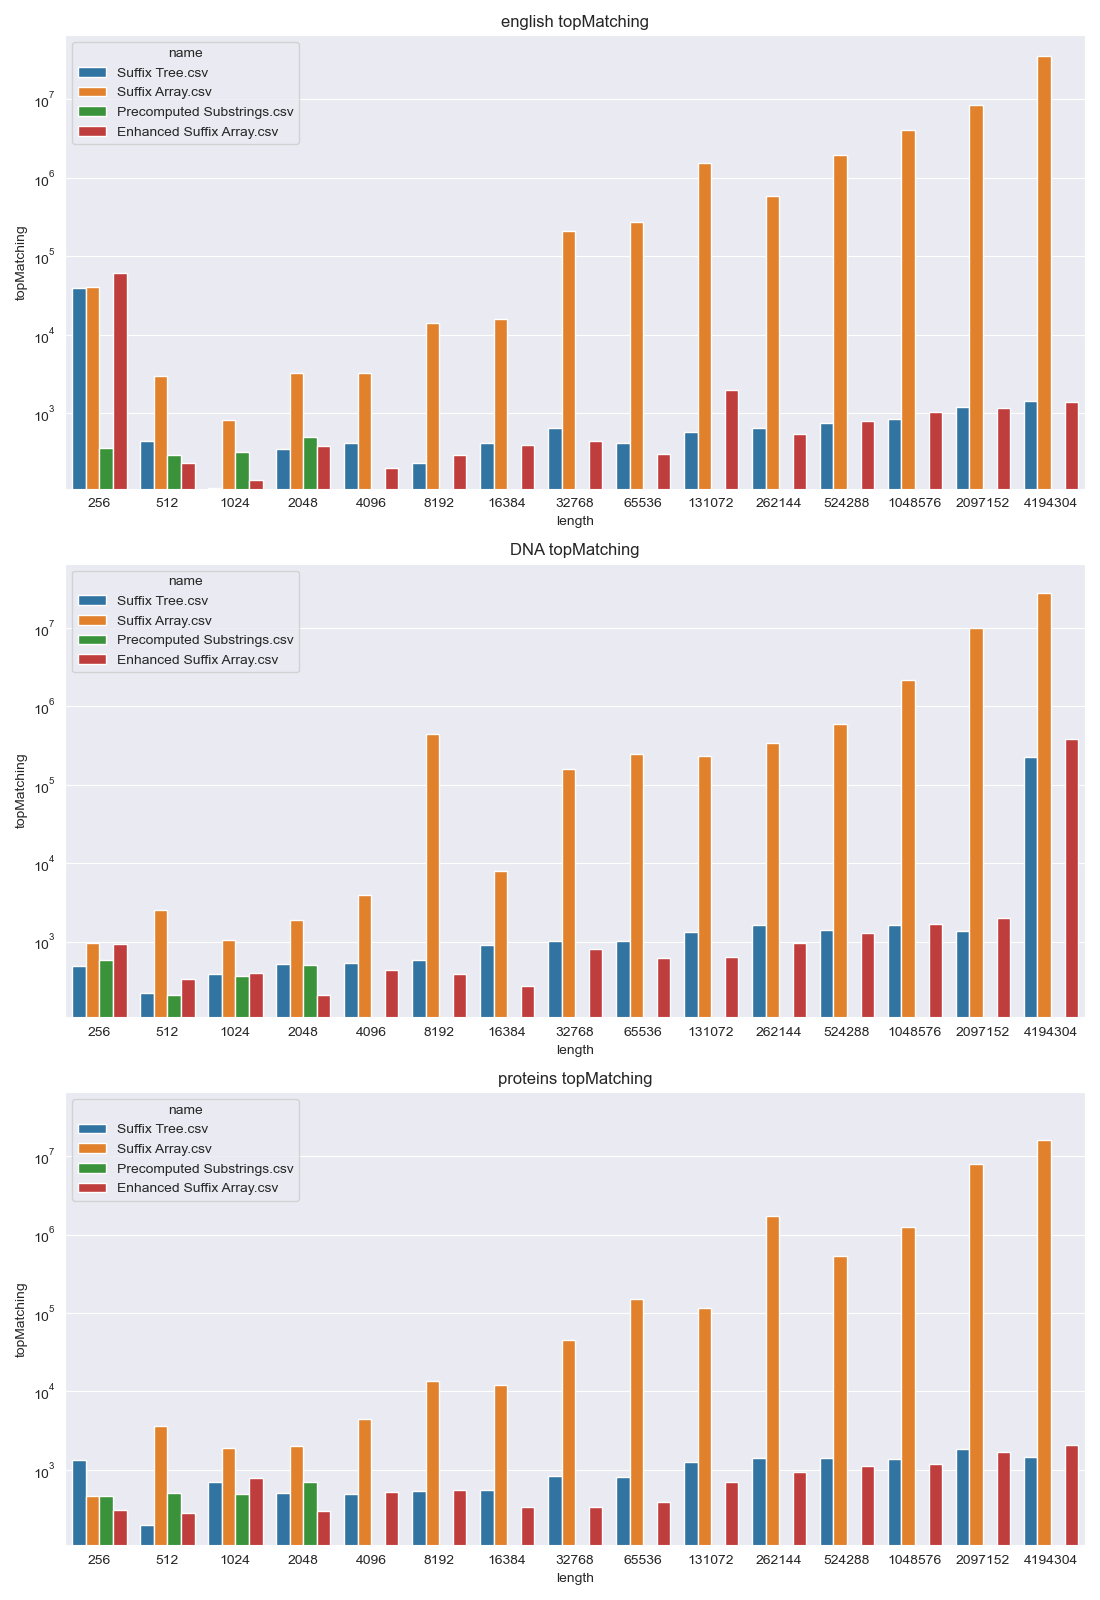 english topMatching
name
Suffix Tree.csv
Suffix Array.csv
Precomputed Substrings.csv
Enhanced Suffix Array.csv
10^7
10^6
10^5
10^4
10^3
topMatching
256 512 1024 2048 4096 8192 16384 32768 65536 131072 262144 524288 1048576 2097152 4194304
length
DNA topMatching
name
Suffix Tree.csv
Suffix Array.csv
Precomputed Substrings.csv
Enhanced Suffix Array.csv
10^7
10^6
10^5
10^4
10^3
topMatching
256 512 1024 2048 4096 8192 16384 32768 65536 131072 262144 524288 1048576 2097152 4194304
length
proteins topMatching
name
Suffix Tree.csv
Suffix Array.csv
Precomputed Substrings.csv
Enhanced Suffix Array.csv
10^7
10^6
10^5
10^4
10^3
topMatching
256 512 1024 2048 4096 8192 16384 32768 65536 131072 262144 524288 1048576 2097152 4194304
length